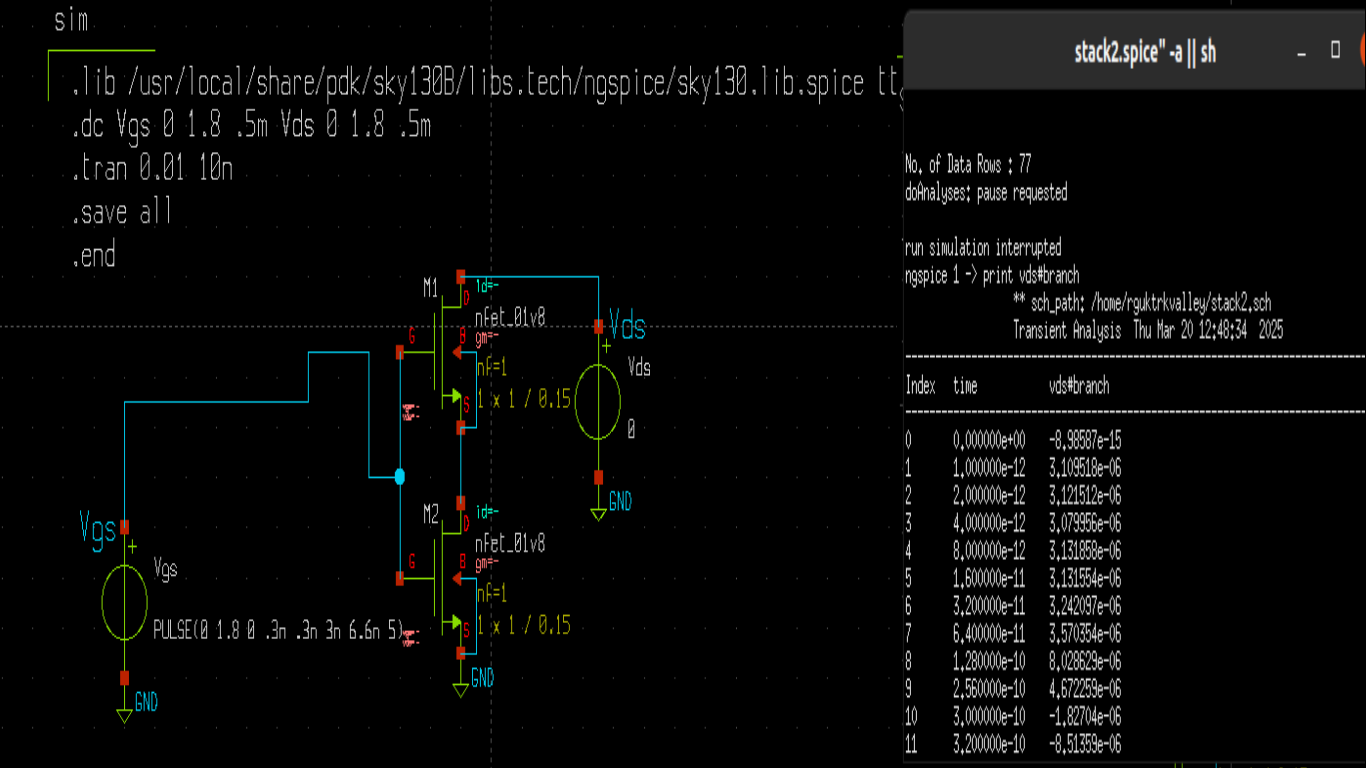 sim
.lib /usr/local/share/pdk/sky130B/libs.tech/ngspice/sky130.lib.spice tt
.dc Vgs 0 1.8 .5m Vds 0 1.8 .5m
.tran 0.01 10n
.save all
.end
M1
D
id=-
nfet_01v8
G
B
gm=-
nf=1
S
1 x 1 / 0.15
Vds
+
Vds
0
GND
M2
D
id=-
nfet_01v8
G
B
gm=-
nf=1
S
1 x 1 / 0.15
GND
Vgs
+
Vgs
PULSE(0 1.8 0 .3n .3n 3n 6.6n 5)
GND
stack2.spice" -a || sh
No. of Data Rows : 77
doAnalyses: pause requested
run simulation interrupted
ngspice 1 -> print vds#branch
** sch_path: /home/rguktrkvalley/stack2.sch
Transient Analysis Thu Mar 20 12:48:34 2025
Index time vds#branch
0 0.000000e+00 -8.98587e-15
1 1.000000e-12 3.109518e-06
2 2.000000e-12 3.121512e-06
3 4.000000e-12 3.079956e-06
4 8.000000e-12 3.131858e-06
5 1.600000e-11 3.131554e-06
6 3.200000e-11 3.242097e-06
7 6.400000e-11 3.570354e-06
8 1.280000e-10 8.028629e-06
9 2.560000e-10 4.672259e-06
10 3.000000e-10 -1.82704e-06
11 3.200000e-10 -8.51359e-06